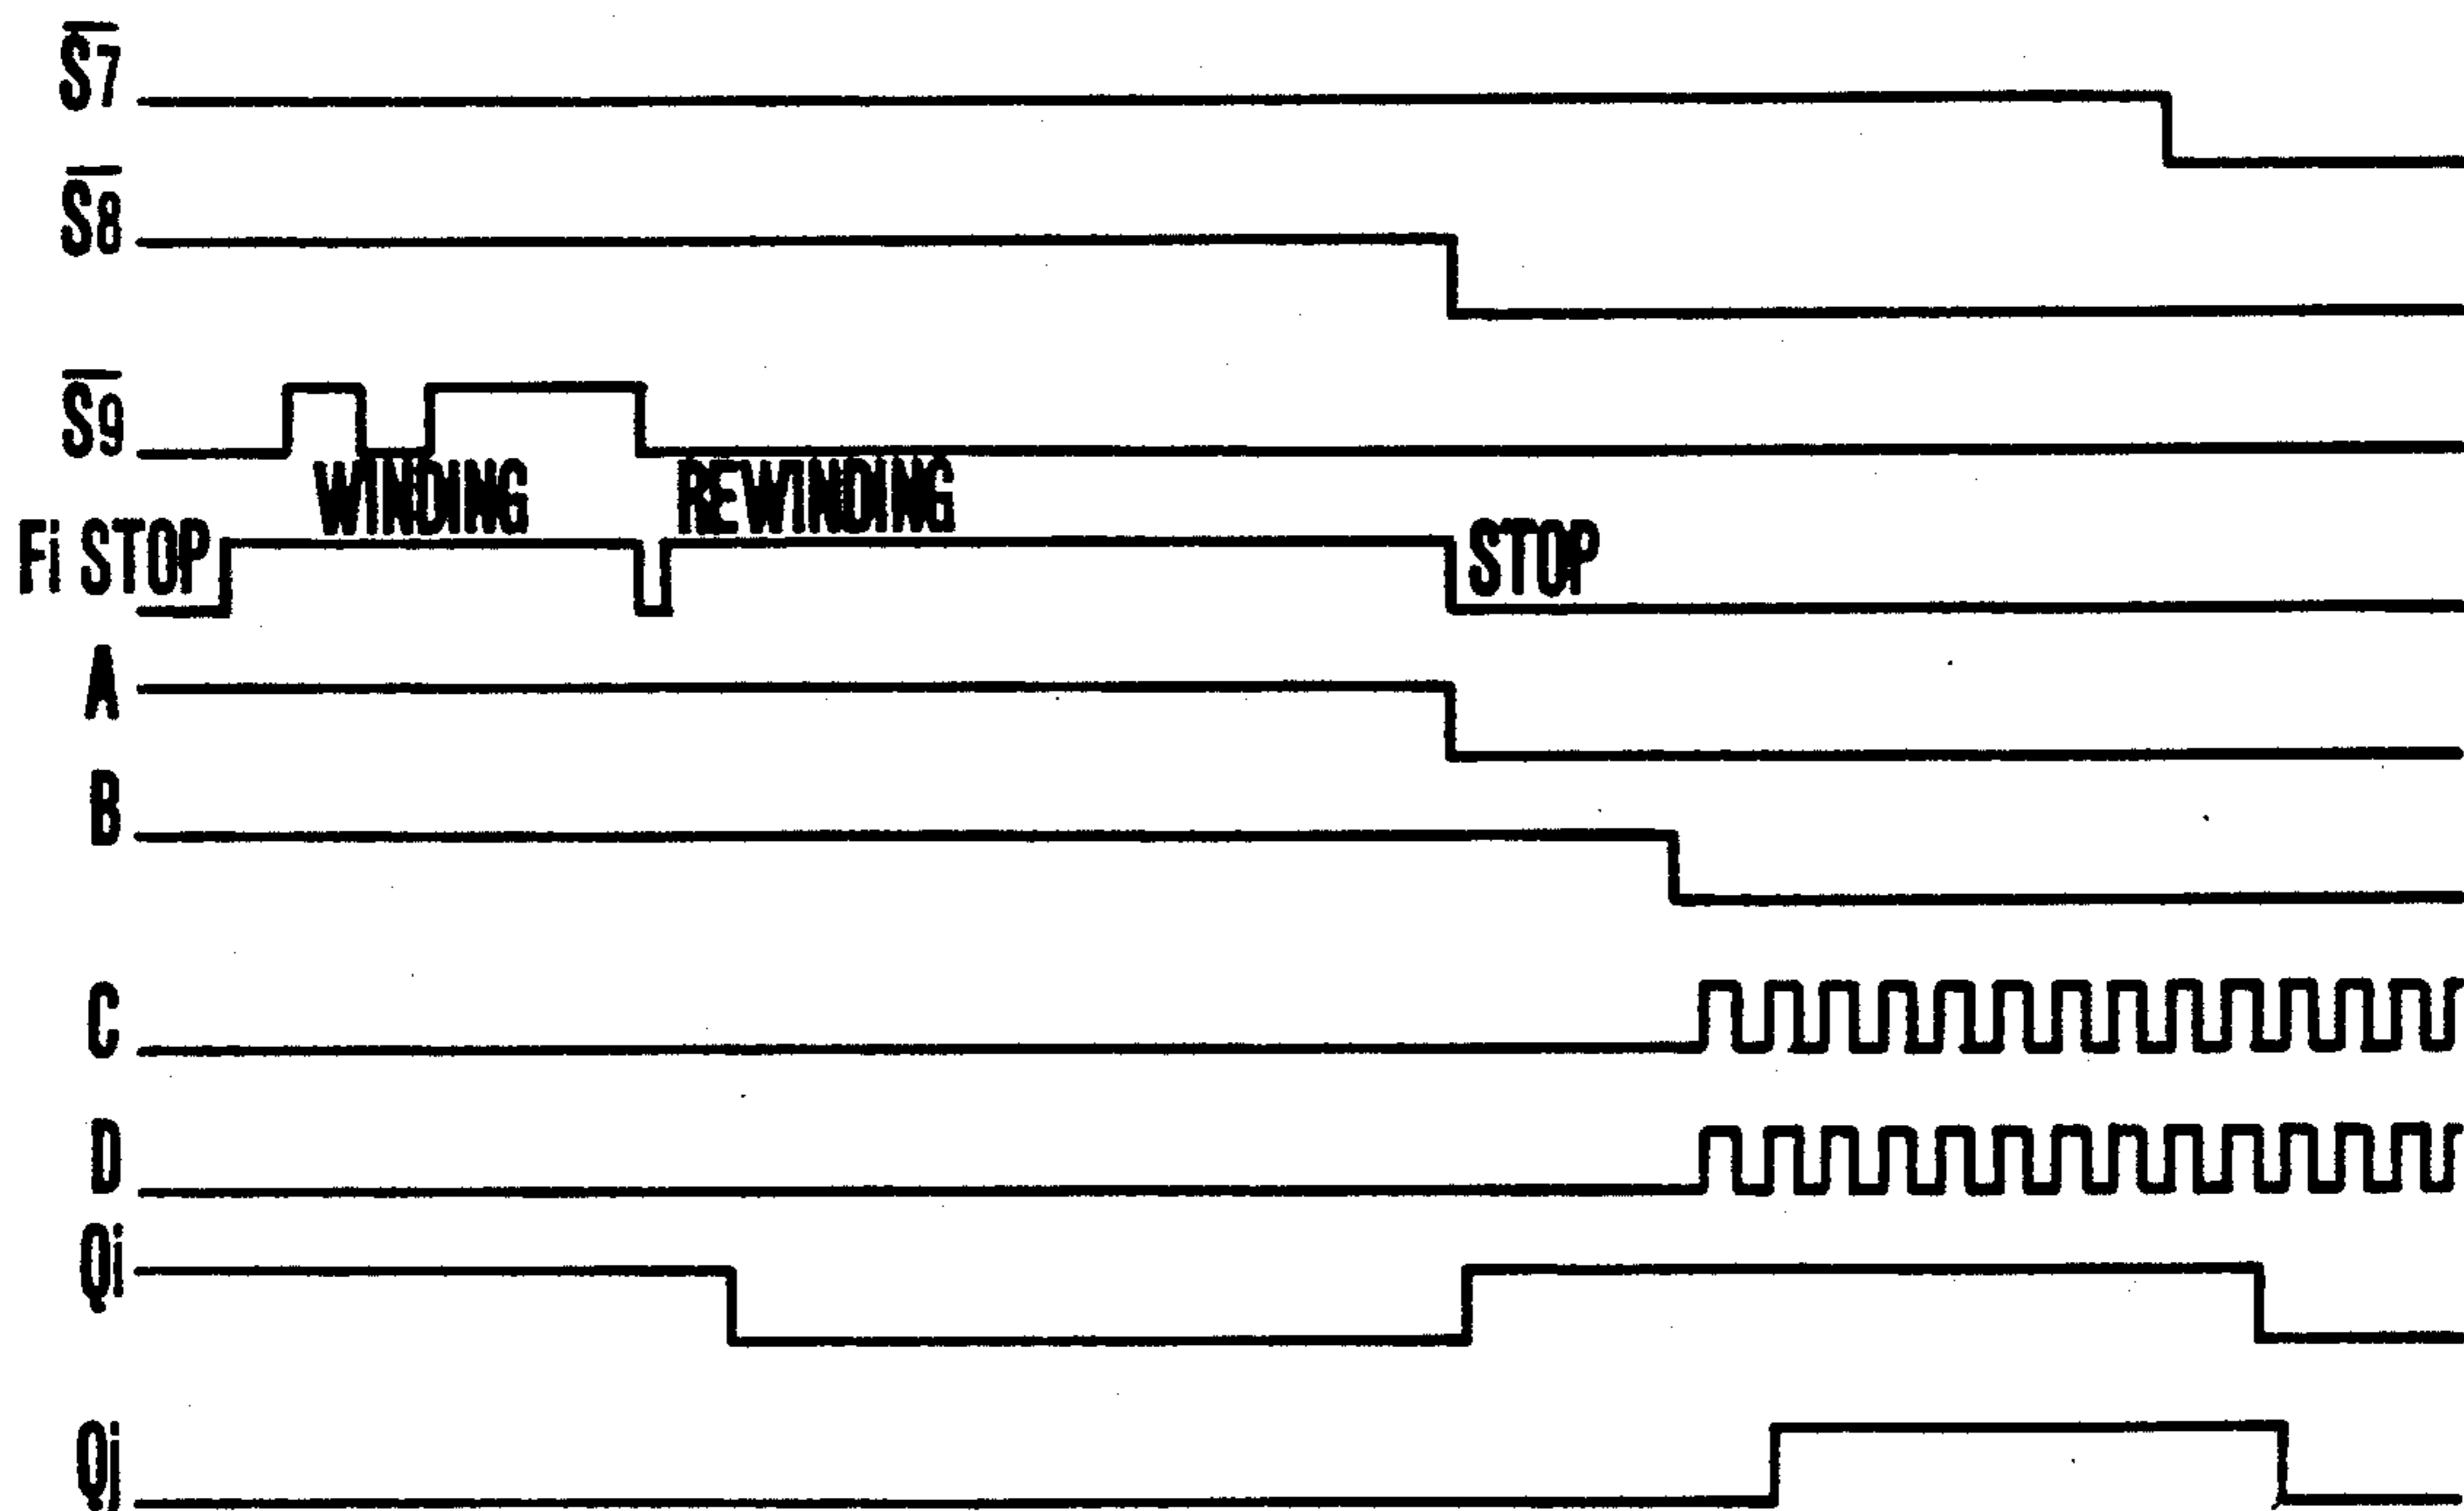 S̅7̅
S̅8̅
S̅9̅
WINDING REWINDING
Fi STOP STOP
A
B
C
D
Qi
Qj